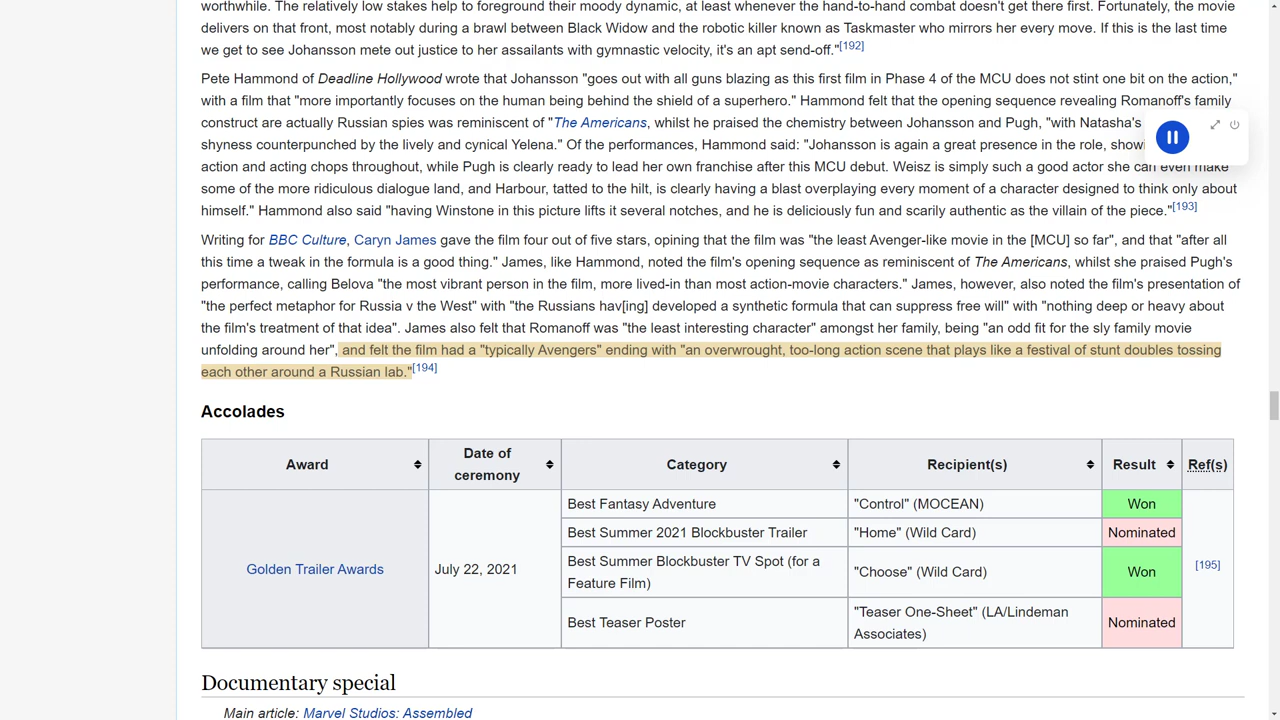 worthwhile. The relatively low stakes help to foreground their moody dynamic, at least whenever the hand-to-hand combat doesn't get there first. Fortunately, the movie
delivers on that front, most notably during a brawl between Black Widow and the robotic killer known as Taskmaster who mirrors her every move. If this is the last time
we get to see Johansson mete out justice to her assailants with gymnastic velocity, it's an apt send-off."[192]
Pete Hammond of Deadline Hollywood wrote that Johansson "goes out with all guns blazing as this first film in Phase 4 of the MCU does not stint one bit on the action,"
with a film that "more importantly focuses on the human being behind the shield of a superhero." Hammond felt that the opening sequence revealing Romanoff's family
construct are actually Russian spies was reminiscent of "The Americans, whilst he praised the chemistry between Johansson and Pugh, "with Natasha's
shyness counterpunched by the lively and cynical Yelena." Of the performances, Hammond said: "Johansson is again a great presence in the role, showi
action and acting chops throughout, while Pugh is clearly ready to lead her own franchise after this MCU debut. Weisz is simply such a good actor she can even make
some of the more ridiculous dialogue land, and Harbour, tatted to the hilt, is clearly having a blast overplaying every moment of a character designed to think only about
himself." Hammond also said "having Winstone in this picture lifts it several notches, and he is deliciously fun and scarily authentic as the villain of the piece."[193]
Writing for BBC Culture, Caryn James gave the film four out of five stars, opining that the film was "the least Avenger-like movie in the [MCU] so far", and that "after all
this time a tweak in the formula is a good thing." James, like Hammond, noted the film's opening sequence as reminiscent of The Americans, whilst she praised Pugh's
performance, calling Belova "the most vibrant person in the film, more lived-in than most action-movie characters." James, however, also noted the film's presentation of
"the perfect metaphor for Russia v the West" with "the Russians hav[ing] developed a synthetic formula that can suppress free will" with "nothing deep or heavy about
the film's treatment of that idea". James also felt that Romanoff was "the least interesting character" amongst her family, being "an odd fit for the sly family movie
unfolding around her", and felt the film had a "typically Avengers" ending with "an overwrought, too-long action scene that plays like a festival of stunt doubles tossing
each other around a Russian lab."[194]
Accolades
Award Date of ceremony Category Recipient(s) Result Ref(s)
Best Fantasy Adventure "Control" (MOCEAN) Won
Best Summer 2021 Blockbuster Trailer "Home" (Wild Card) Nominated
Golden Trailer Awards July 22, 2021 Best Summer Blockbuster TV Spot (for a Feature Film) "Choose" (Wild Card) Won [195]
Best Teaser Poster "Teaser One-Sheet" (LA/Lindeman Associates) Nominated
Documentary special
Main article: Marvel Studios: Assembled